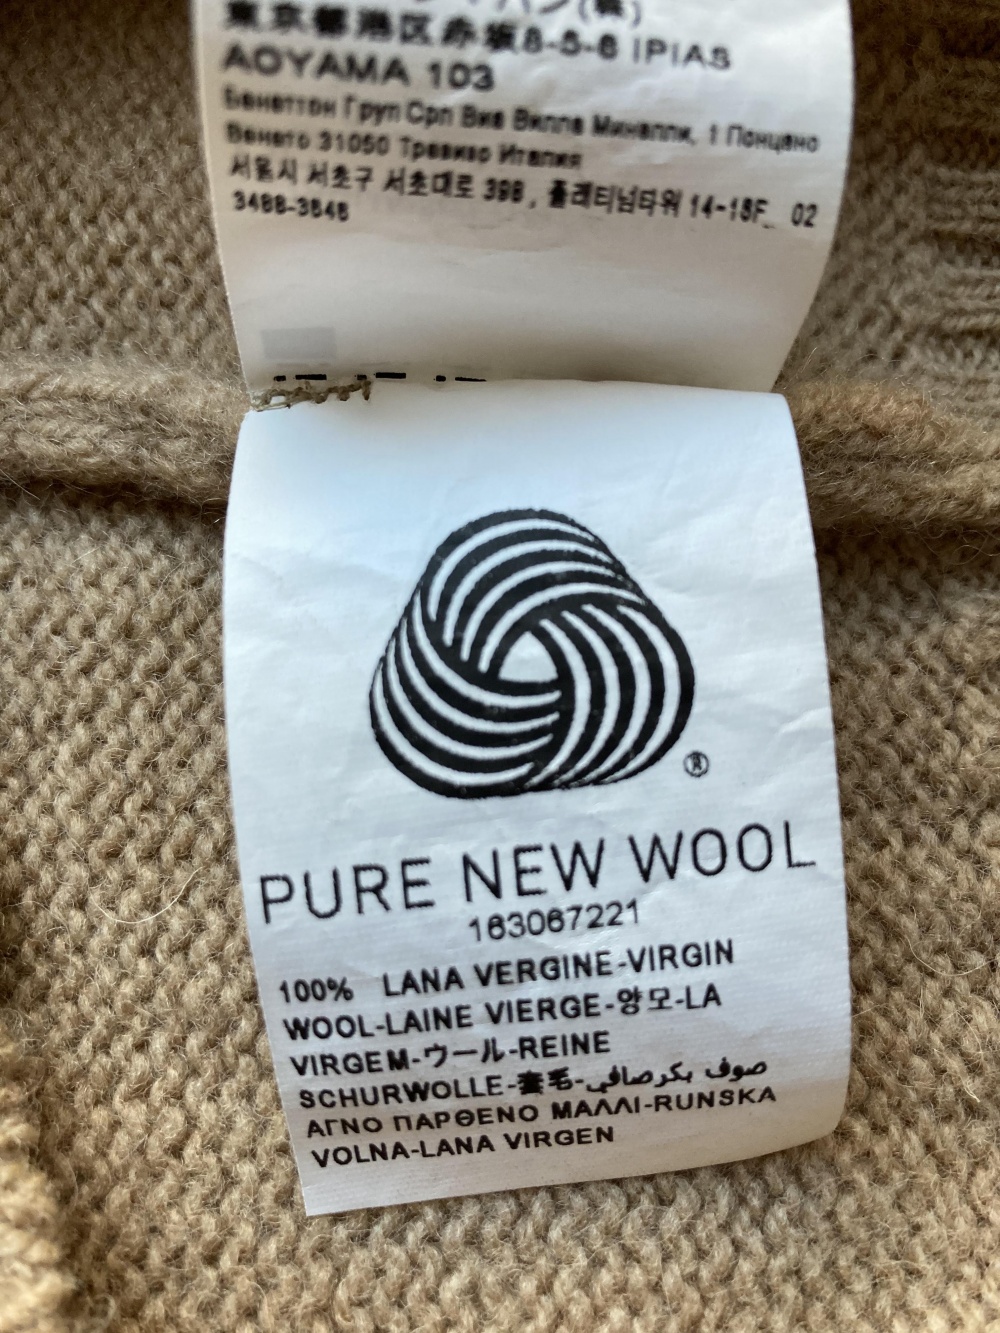 東京都港区赤坂8-5-6 IPIAS
AOYAMA 103
Бенеттон Груп Срл Виа Вилла Минелли, 1 Понцано
Венето 31050 Тревизо Италия
서울시 서초구 서초대로 398, 플래티넘타워 14-18F_ 02
3488-3848
®
PURE NEW WOOL
163067221
100% LANA VERGINE-VIRGIN
WOOL-LAINE VIERGE-양모-LA
VIRGEM-ウール-REINE
SCHURWOLLE-羊毛-صوف بكر صافي
ΑΓΝΟ ΠΑΡΘΕΝΟ ΜΑΛΛΙ-RUNSKA
VOLNA-LANA VIRGEN